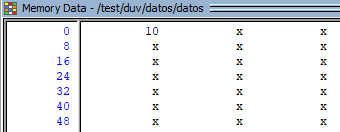 Memory Data - /test/duv/datos/datos
0 10 x x
8 x x x
16 x x x
24 x x x
32 x x x
40 x x x
48 x x x